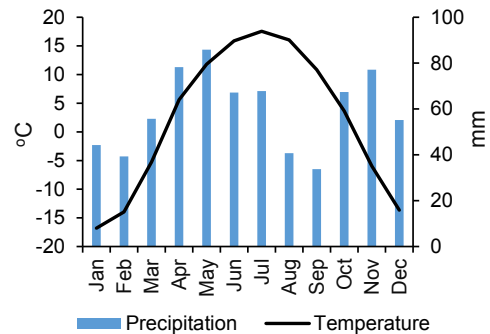 20
15
10
5
0
-5
-10
-15
-20
°C
100
80
60
40
20
0
mm
Jan
Feb
Mar
Apr
May
Jun
Jul
Aug
Sep
Oct
Nov
Dec
Precipitation
Temperature